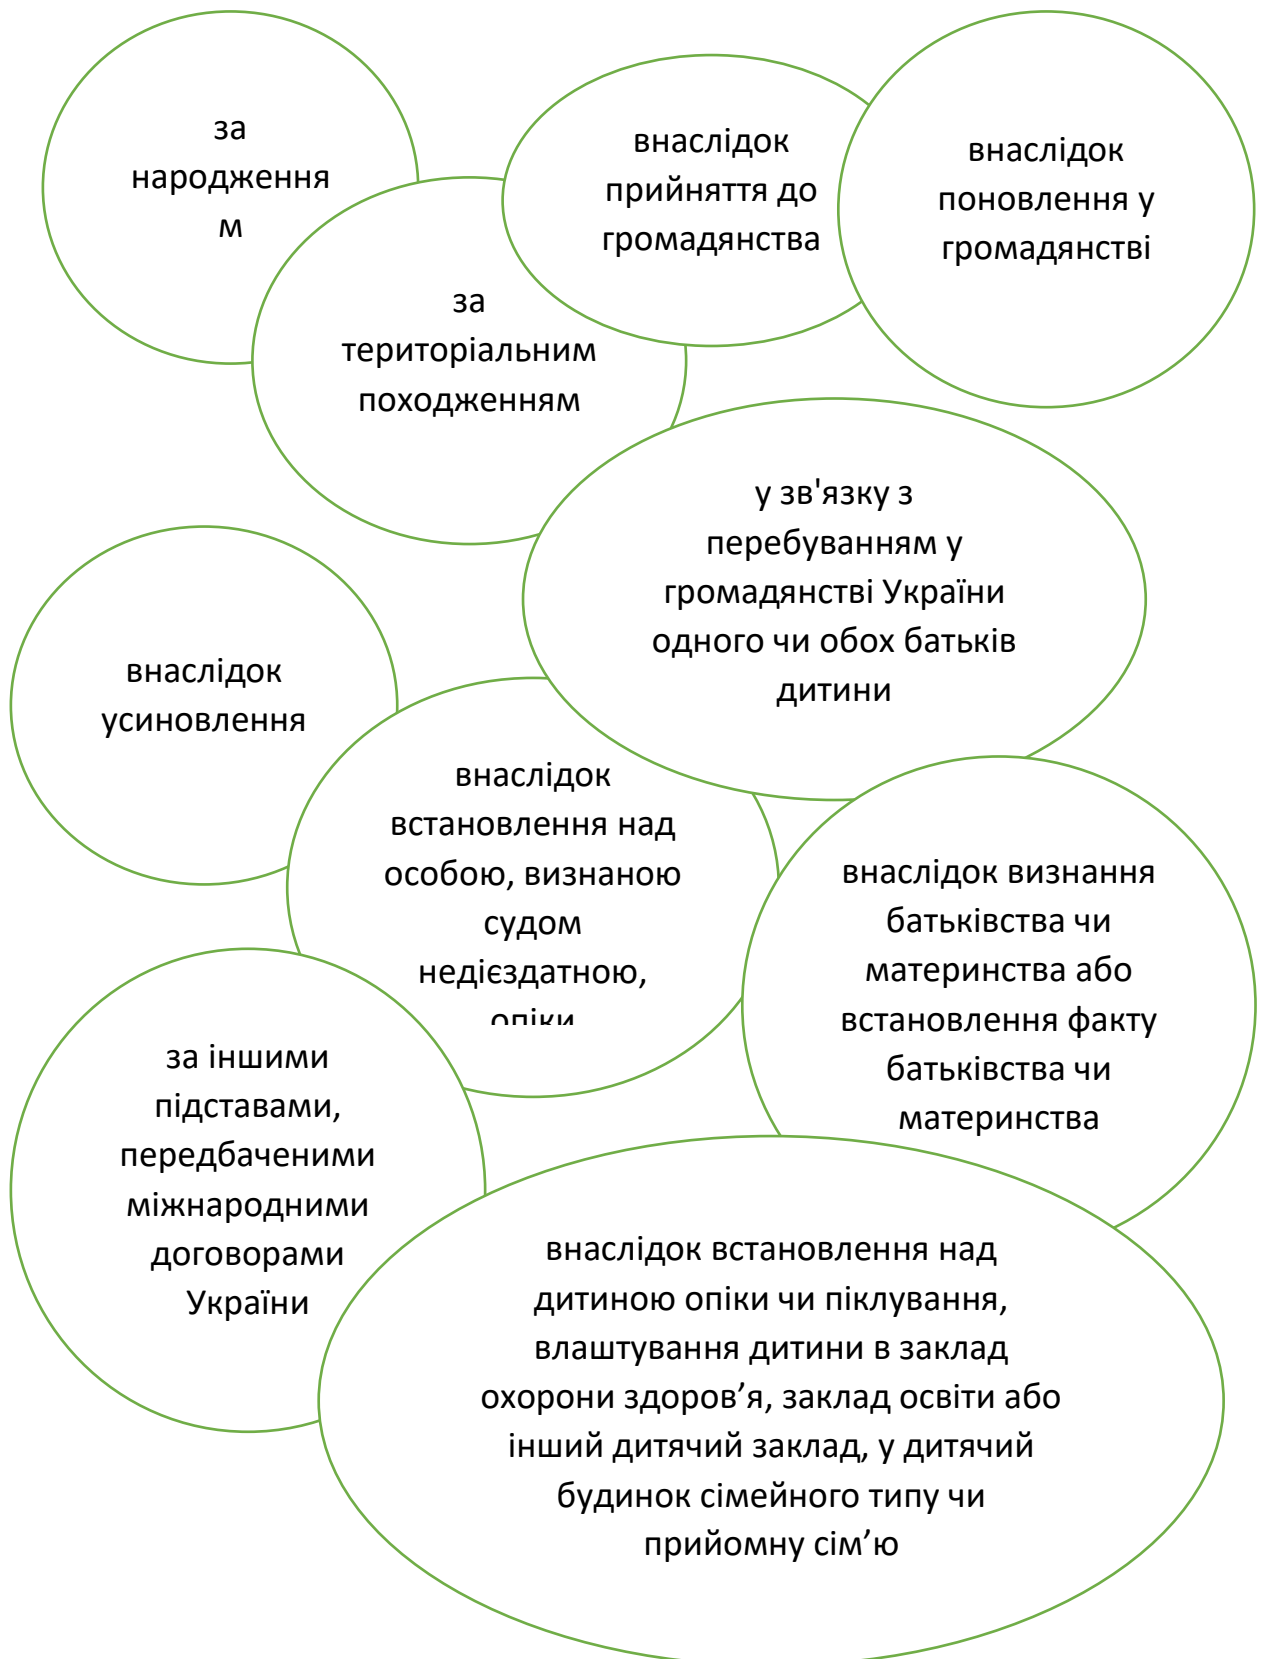 за
народження
м
за
територіальним
походженням
внаслідок
прийняття до
громадянства
внаслідок
поновлення у
громадянстві
у зв'язку з
перебуванням у
громадянстві України
одного чи обох батьків
дитини
внаслідок
усиновлення
внаслідок
встановлення над
особою, визнаною
судом
недієздатною,
опіки
внаслідок визнання
батьківства чи
материнства або
встановлення факту
батьківства чи
материнства
за іншими
підставами,
передбаченими
міжнародними
договорами
України
внаслідок встановлення над
дитиною опіки чи піклування,
влаштування дитини в заклад
охорони здоров’я, заклад освіти або
інший дитячий заклад, у дитячий
будинок сімейного типу чи
прийомну сім’ю